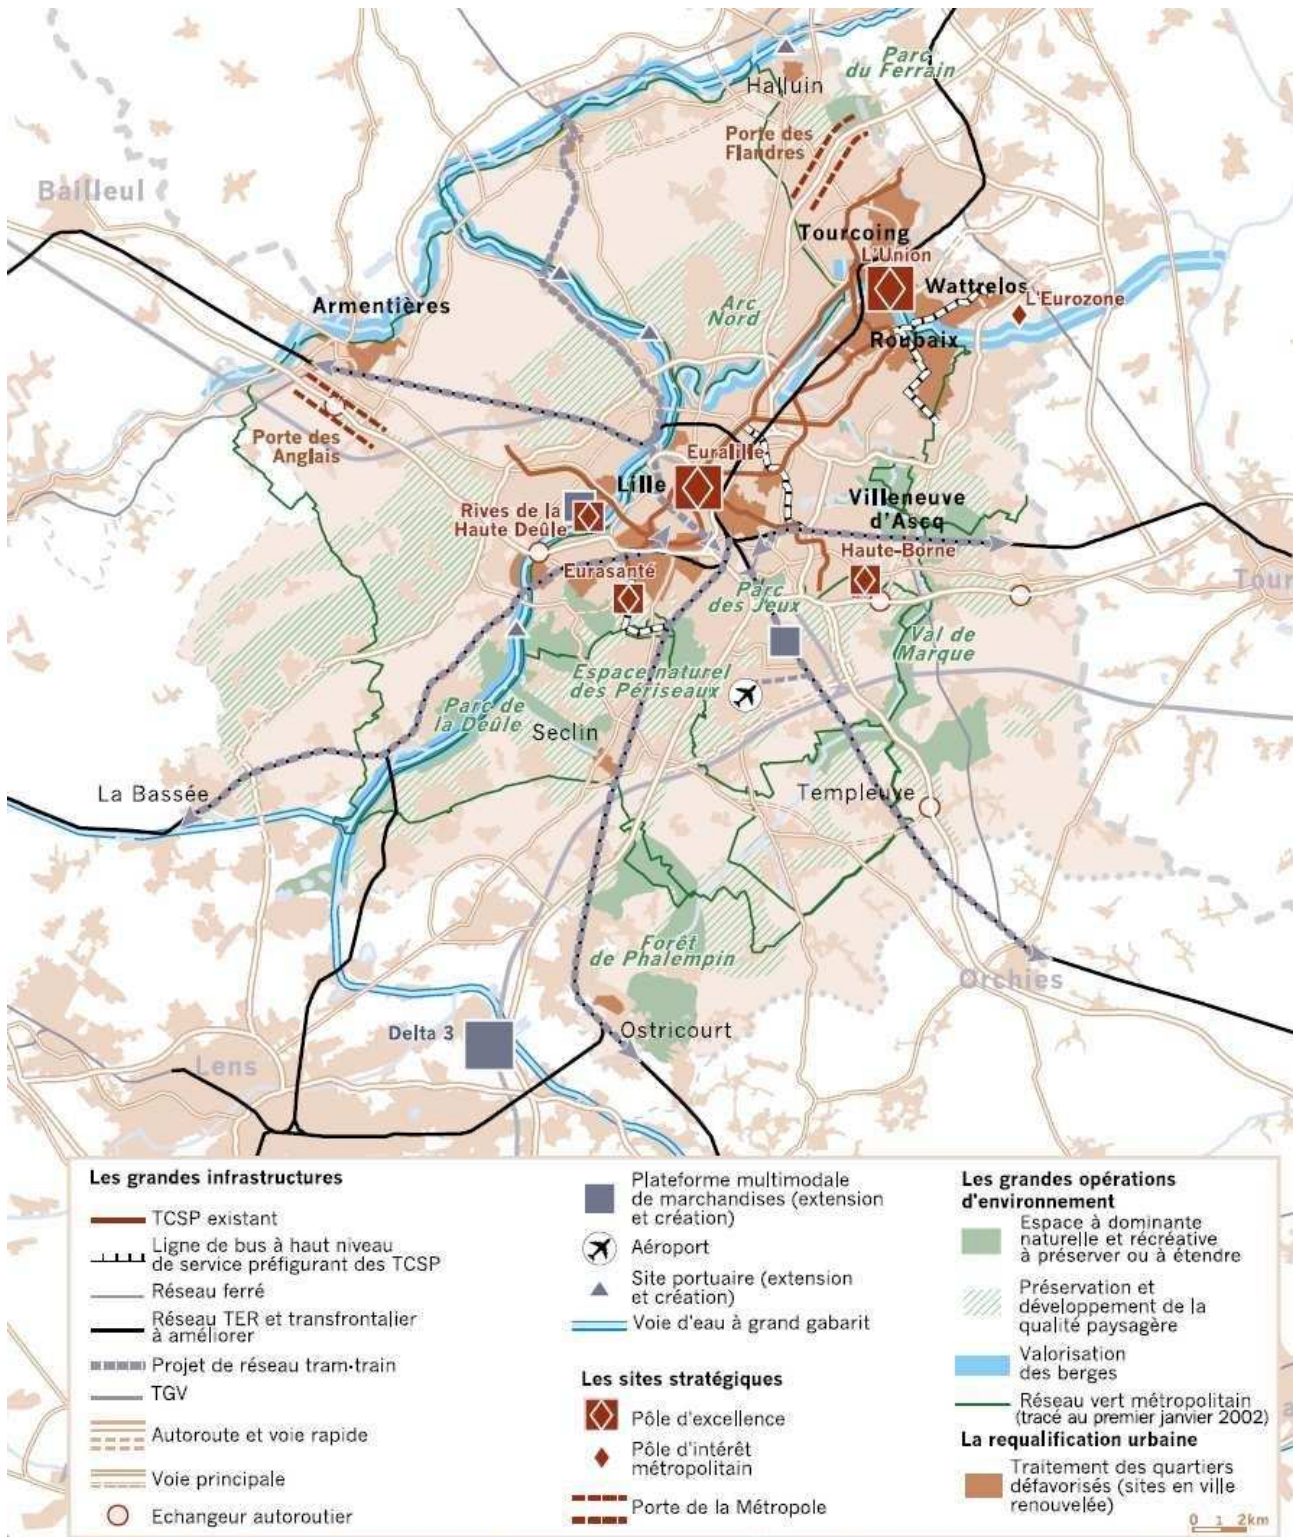 Parc
du Ferrain
Halluin
Porte des
Flandres
Bailleul
Tourcoing
L'Union
Wattrelos
L'Eurozone
Armentières
Arc
Nord
Roubaix
Porte des
Anglais
Euralille
Lille
Villeneuve
d'Ascq
Rives de la
Haute Deûle
Haute-Borne
Eurasanté
Parc
des Jeux
Tour
Val de
Marque
Espace naturel
des Périseaux
Parc de
la Deûle
Seclin
La Bassée
Templeuve
Forêt
de Phalempin
Orchies
Delta 3
Ostricourt
Lens
Les grandes infrastructures
TCSP existant
Ligne de bus à haut niveau
de service préfigurant des TCSP
Réseau ferré
Réseau TER et transfrontalier
à améliorer
Projet de réseau tram-train
TGV
Autoroute et voie rapide
Voie principale
Echangeur autoroutier
Plateforme multimodale
de marchandises (extension
et création)
Aéroport
Site portuaire (extension
et création)
Voie d'eau à grand gabarit
Les sites stratégiques
Pôle d'excellence
Pôle d'intérêt
métropolitain
Porte de la Métropole
Les grandes opérations
d'environnement
Espace à dominante
naturelle et récréative
à préserver ou à étendre
Préservation et
développement de la
qualité paysagère
Valorisation
des berges
Réseau vert métropolitain
(tracé au premier janvier 2002)
La requalification urbaine
Traitement des quartiers
défavorisés (sites en ville
renouvelée)
0 1 2km